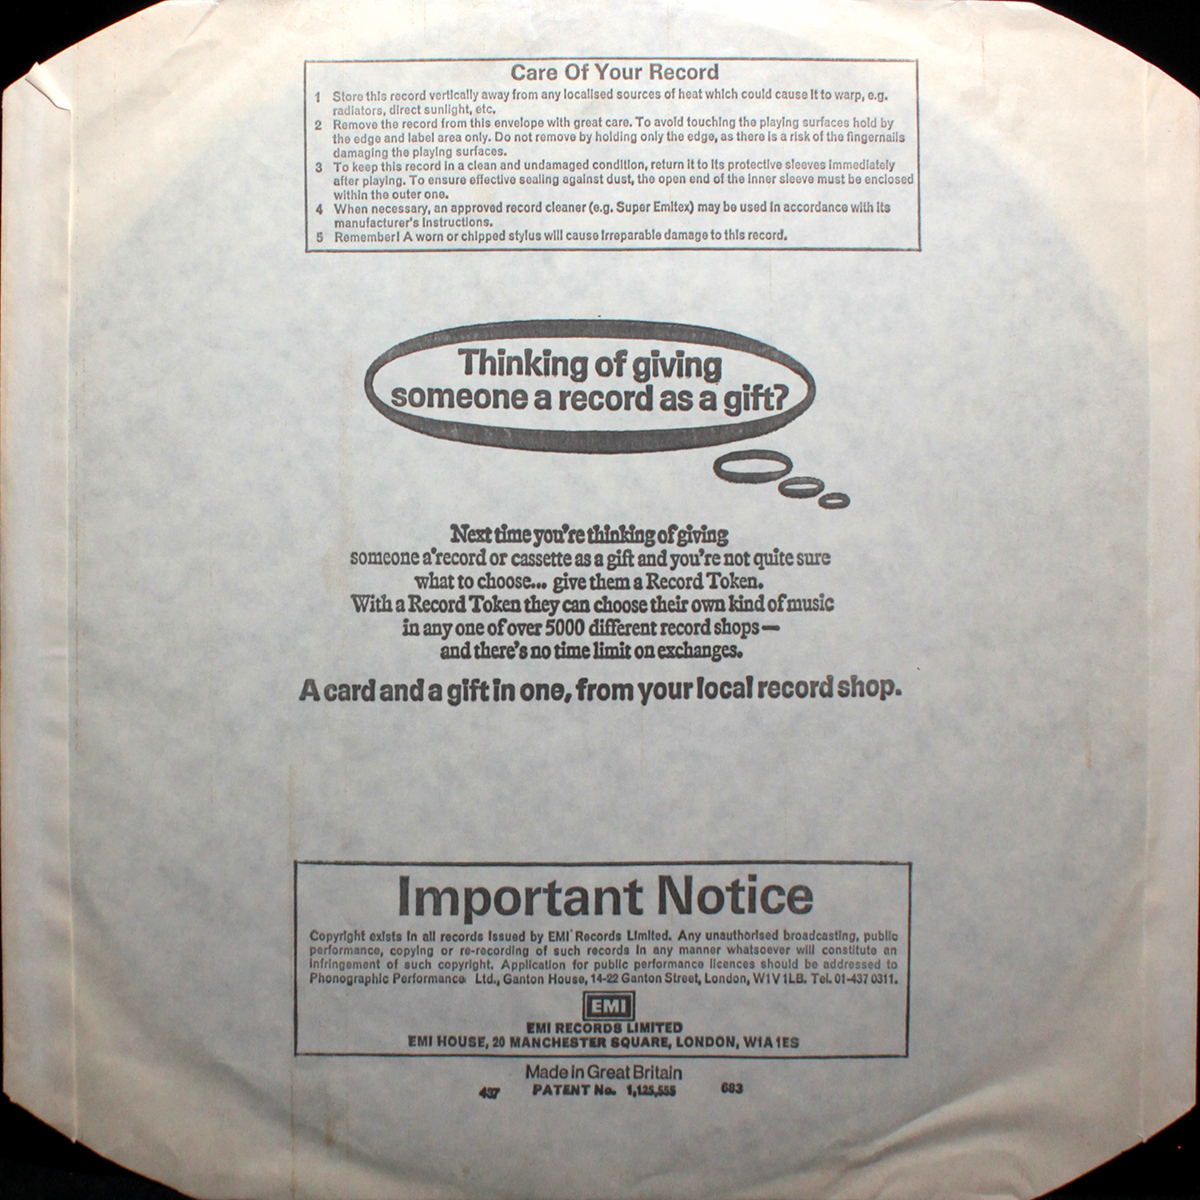 Care Of Your Record
1 Store this record vertically away from any localised sources of heat which could cause it to warp, e.g.
radiators, direct sunlight, etc.
2 Remove the record from this envelope with great care. To avoid touching the playing surfaces hold by
the edge and label area only. Do not remove by holding only the edge, as there is a risk of the fingernails
damaging the playing surfaces.
3 To keep this record in a clean and undamaged condition, return it to its protective sleeves immediately
after playing. To ensure effective sealing against dust, the open end of the inner sleeve must be enclosed
within the outer one.
4 When necessary, an approved record cleaner (e.g. Super Emitex) may be used in accordance with its
manufacturer's instructions.
5 Remember! A worn or chipped stylus will cause irreparable damage to this record.
Thinking of giving
someone a record as a gift?
Next time you're thinking of giving
someone a record or cassette as a gift and you're not quite sure
what to choose... give them a Record Token.
With a Record Token they can choose their own kind of music
in any one of over 5000 different record shops—
and there's no time limit on exchanges.
A card and a gift in one, from your local record shop.
Important Notice
Copyright exists in all records issued by EMI Records Limited. Any unauthorised broadcasting, public
performance, copying or re-recording of such records in any manner whatsoever will constitute an
infringement of such copyright. Application for public performance licences should be addressed to
Phonographic Performance Ltd., Ganton House, 14-22 Ganton Street, London, W1V 1LB. Tel. 01-437 0311.
EMI
EMI RECORDS LIMITED
EMI HOUSE, 20 MANCHESTER SQUARE, LONDON, W1A 1ES
Made in Great Britain
437 PATENT No. 1,125,555 683